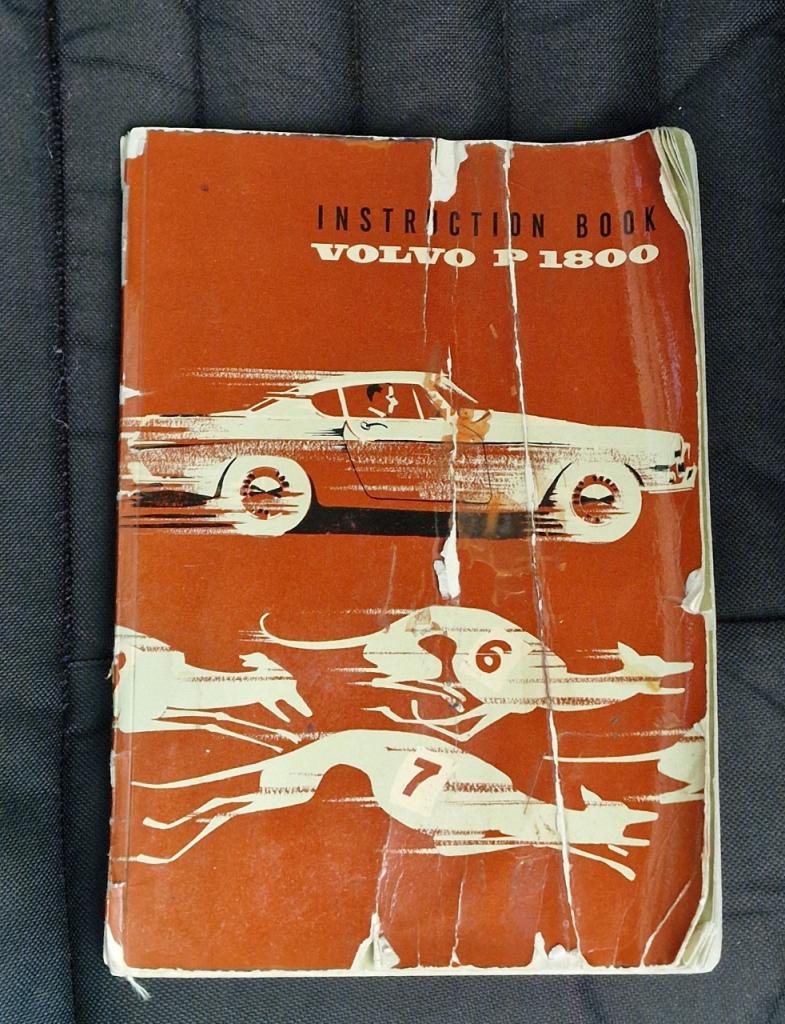 INSTRUCTION BOOK
VOLVO P 1800
6
7